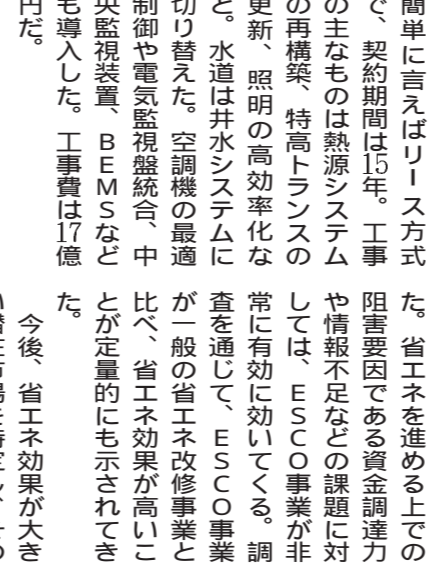 簡単に言えばリース方式
で、契約期間は15年。工事
の主なものは熱源システム
の再構築、特高トランスの
更新、照明の高効率化な
ど。水道は井水システムに
切り替えた。空調機の最適
制御や電気監視盤統合、中
央監視装置、BEMSなど
も導入した。工事費は17億
円だ。
た。省エネを進める上での
阻害要因である資金調達力
や情報不足などの課題に対
しては、ESCO事業が非
常に有効に効いてくる。調
査を通じて、ESCO事業
が一般の省エネ改修事業と
比べ、省エネ効果が高いこ
とが定量的にも示されてき
た。
今後、省エネ効果が大き